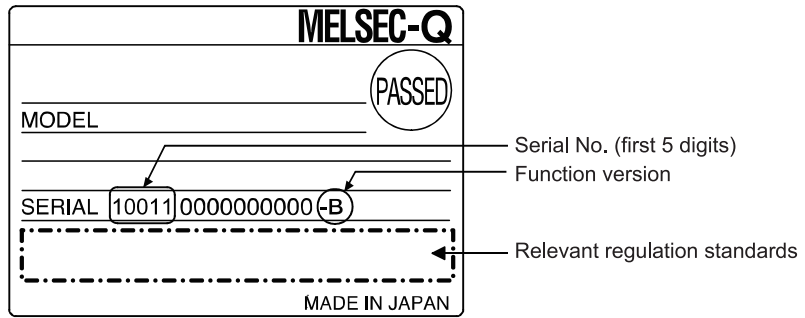 MELSEC-Q
PASSED
MODEL
Serial No. (first 5 digits)
Function version
SERIAL 10011 0000000000 -B
Relevant regulation standards
MADE IN JAPAN